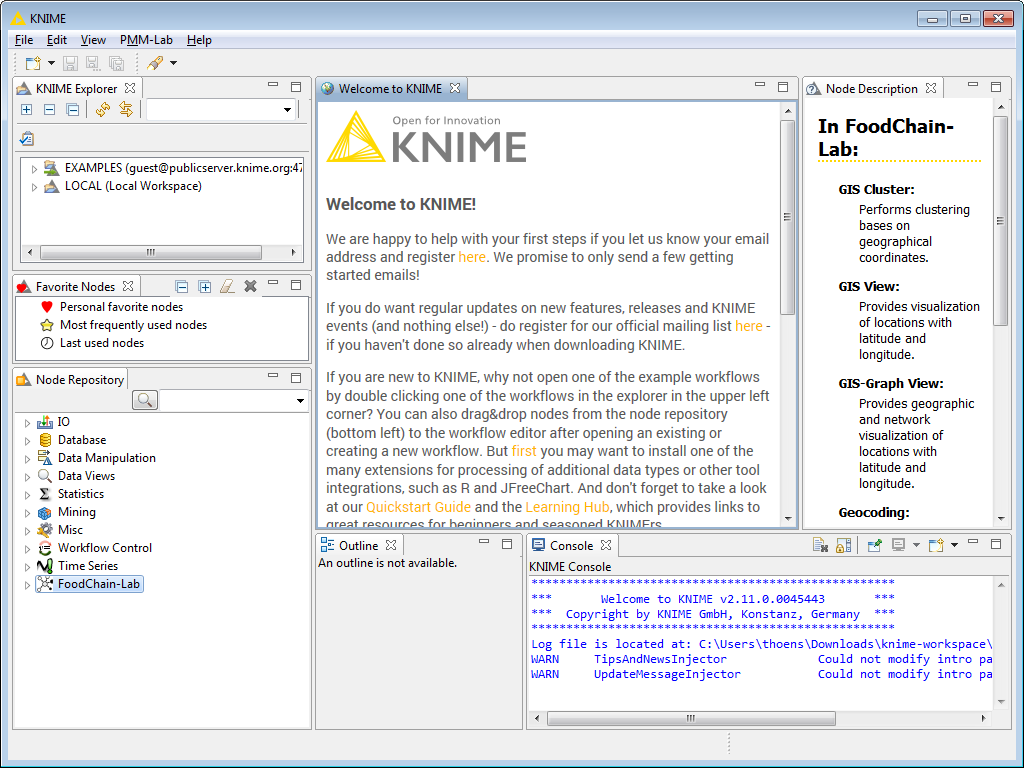 KNIME
File Edit View PMM-Lab Help
KNIME Explorer
EXAMPLES (guest@publicserver.knime.org:47
LOCAL (Local Workspace)
Favorite Nodes
Personal favorite nodes
Most frequently used nodes
Last used nodes
Node Repository
IO
Database
Data Manipulation
Data Views
Statistics
Mining
Misc
Workflow Control
Time Series
FoodChain-Lab
Welcome to KNIME
Open for Innovation
KNIME
Welcome to KNIME!
We are happy to help with your first steps if you let us know your email
address and register here. We promise to only send a few getting
started emails!
If you do want regular updates on new features, releases and KNIME
events (and nothing else!) - do register for our official mailing list here -
if you haven't done so already when downloading KNIME.
If you are new to KNIME, why not open one of the example workflows
by double clicking one of the workflows in the explorer in the upper left
corner? You can also drag&drop nodes from the node repository
(bottom left) to the workflow editor after opening an existing or
creating a new workflow. But first you may want to install one of the
many extensions for processing of additional data types or other tool
integrations, such as R and JFreeChart. And don't forget to take a look
at our Quickstart Guide and the Learning Hub, which provides links to
great resources for beginners and seasoned KNIMErs.
Node Description
In FoodChain-
Lab:
GIS Cluster:
Performs clustering
bases on
geographical
coordinates.
GIS View:
Provides visualization
of locations with
latitude and
longitude.
GIS-Graph View:
Provides geographic
and network
visualization of
locations with
latitude and
longitude.
Geocoding:
Outline
An outline is not available.
Console
KNIME Console
****************************************************
*** Welcome to KNIME v2.11.0.0045443 ***
*** Copyright by KNIME GmbH, Konstanz, Germany ***
****************************************************
Log file is located at: C:\Users\thoens\Downloads\knime-workspace\
WARN TipsAndNewsInjector Could not modify intro pa
WARN UpdateMessageInjector Could not modify intro pa